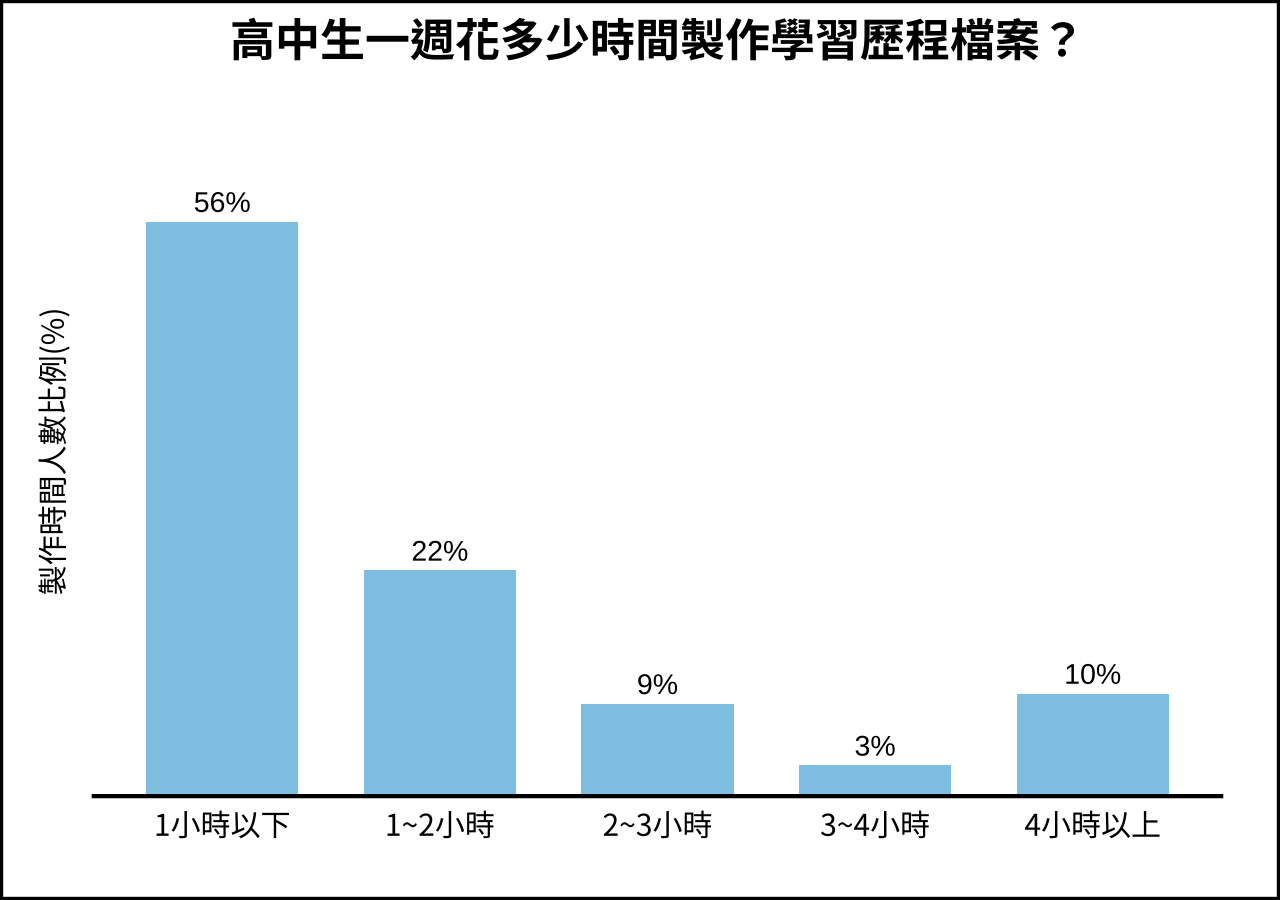 高中生一週花多少時間製作學習歷程檔案？
製作時間人數比例(%)
56%
22%
9%
3%
10%
1小時以下
1~2小時
2~3小時
3~4小時
4小時以上